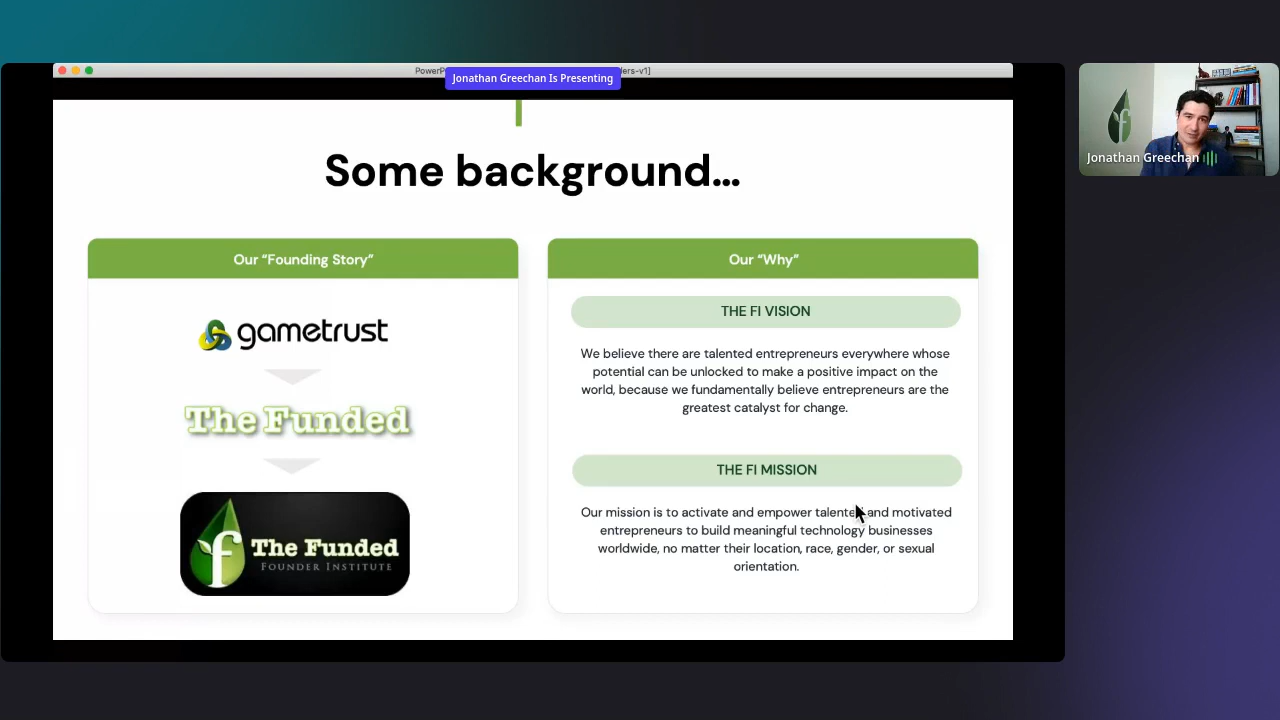 PowerP
ders-v1]
Jonathan Greechan Is Presenting
Jonathan Greechan
Some background…
Our “Founding Story”
gametrust
The Funded
f The Funded
FOUNDER INSTITUTE
Our “Why”
THE FI VISION
We believe there are talented entrepreneurs everywhere whose
potential can be unlocked to make a positive impact on the
world, because we fundamentally believe entrepreneurs are the
greatest catalyst for change.
THE FI MISSION
Our mission is to activate and empower talented and motivated
entrepreneurs to build meaningful technology businesses
worldwide, no matter their location, race, gender, or sexual
orientation.